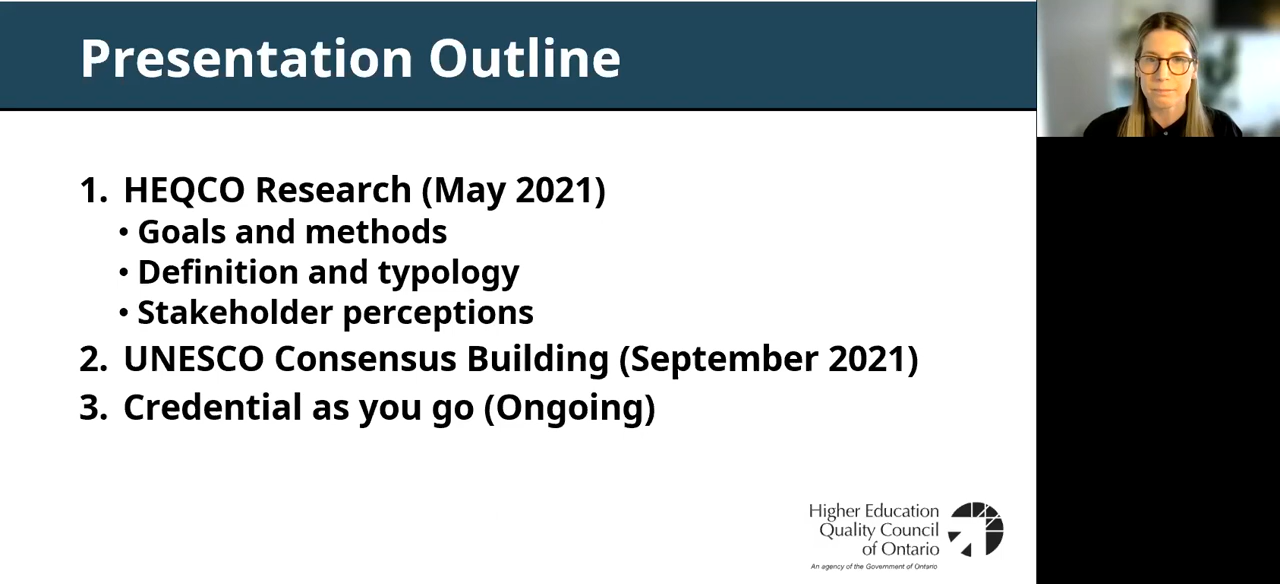 Presentation Outline
1. HEQCO Research (May 2021)
• Goals and methods
• Definition and typology
• Stakeholder perceptions
2. UNESCO Consensus Building (September 2021)
3. Credential as you go (Ongoing)
Higher Education
Quality Council
of Ontario
An agency of the Government of Ontario